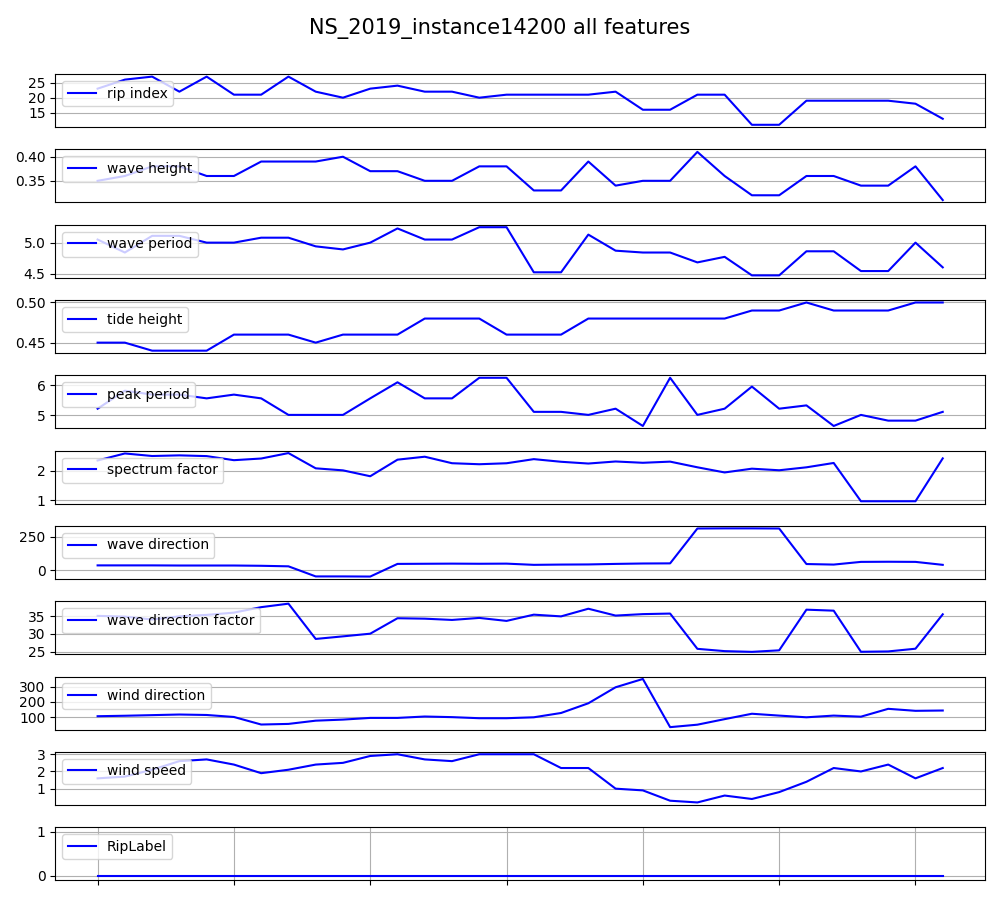 NS_2019_instance14200 all features
25
20
15
rip index
0.40
0.35
wave height
5.0
4.5
wave period
0.50
0.45
tide height
6
5
peak period
2
1
spectrum factor
250
0
wave direction
35
30
25
wave direction factor
300
200
100
wind direction
3
2
1
wind speed
1
0
RipLabel